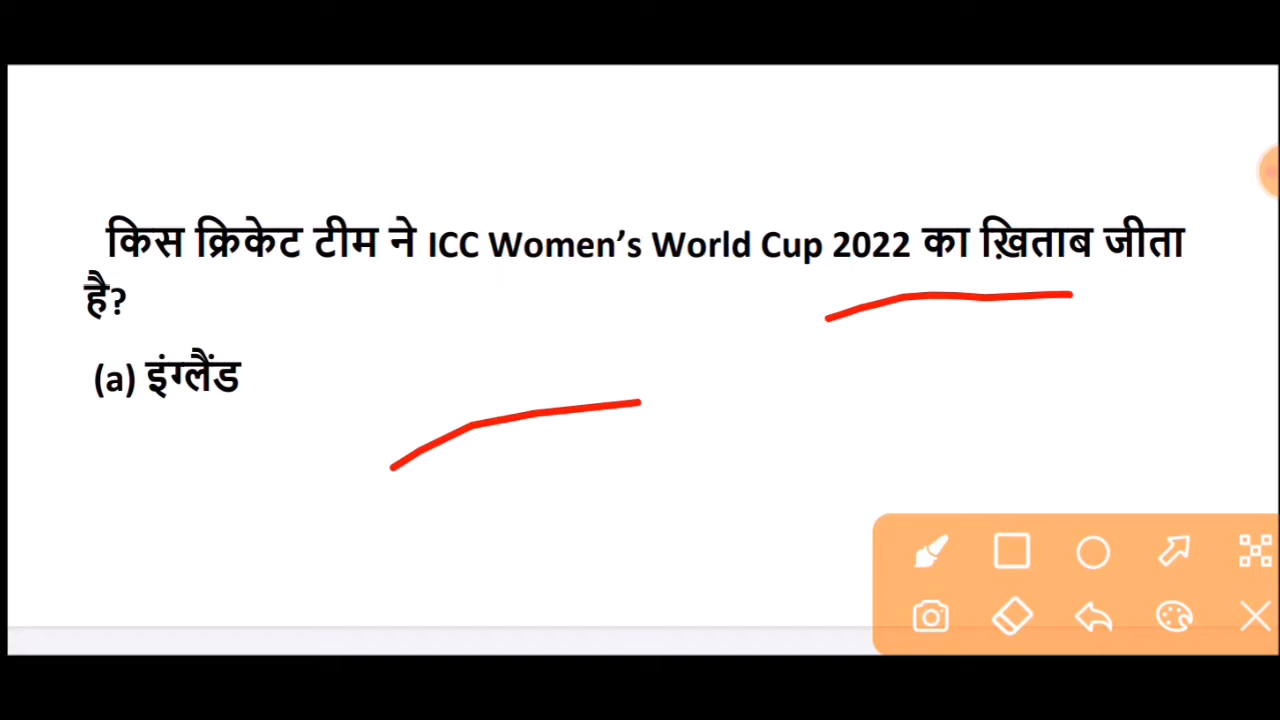 किस क्रिकेट टीम ने ICC Women’s World Cup 2022 का ख़िताब जीता
है?
(a) इंग्लैंड